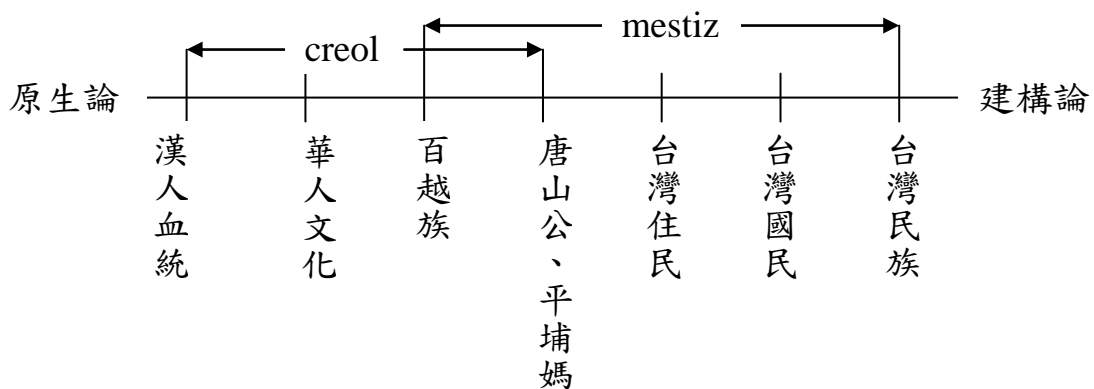 mestiz
creol
原生論
建構論
漢人血統
華人文化
百越族
唐山公、平埔媽
台灣住民
台灣國民
台灣民族